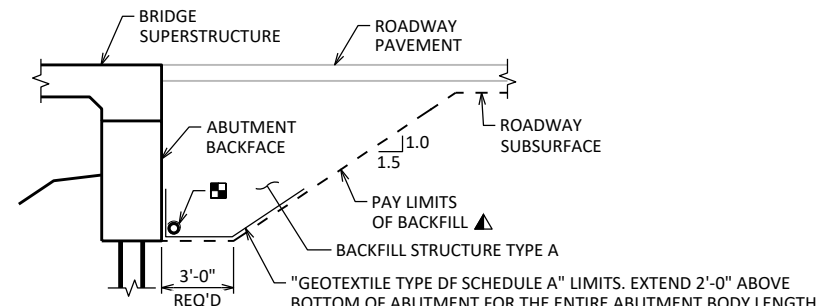 BRIDGE
SUPERSTRUCTURE
ROADWAY
PAVEMENT
ABUTMENT
BACKFACE
ROADWAY
SUBSURFACE
1.0
1.5
PAY LIMITS
OF BACKFILL
BACKFILL STRUCTURE TYPE A
3'-0"
REQ'D
"GEOTEXTILE TYPE DF SCHEDULE A" LIMITS. EXTEND 2'-0" ABOVE
BOTTOM OF ABUTMENT FOR THE ENTIRE ABUTMENT BODY LENGTH